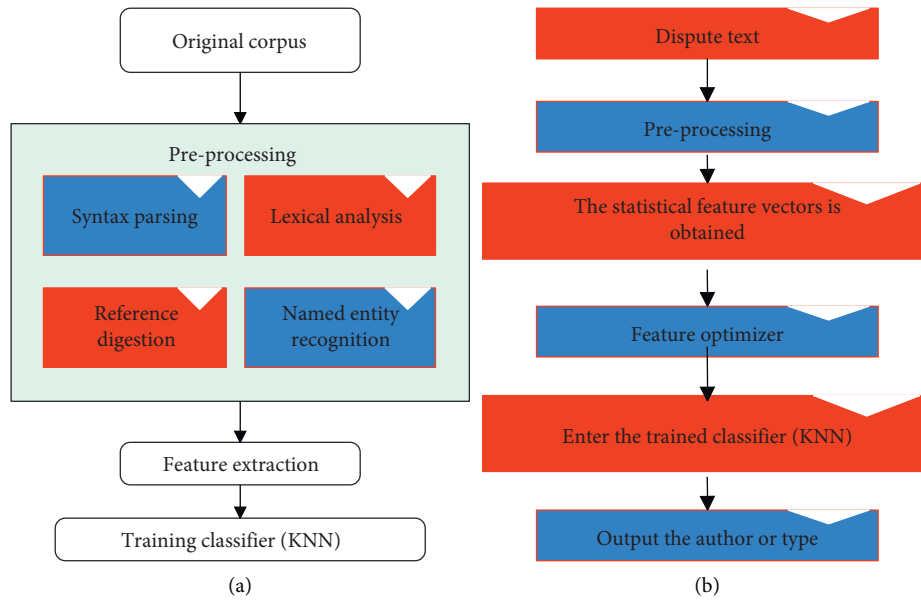 Original corpus
Pre-processing
Syntax parsing
Lexical analysis
Reference
digestion
Named entity
recognition
Feature extraction
Training classifier (KNN)
(a)
Dispute text
Pre-processing
The statistical feature vectors is
obtained
Feature optimizer
Enter the trained classifier (KNN)
Output the author or type
(b)